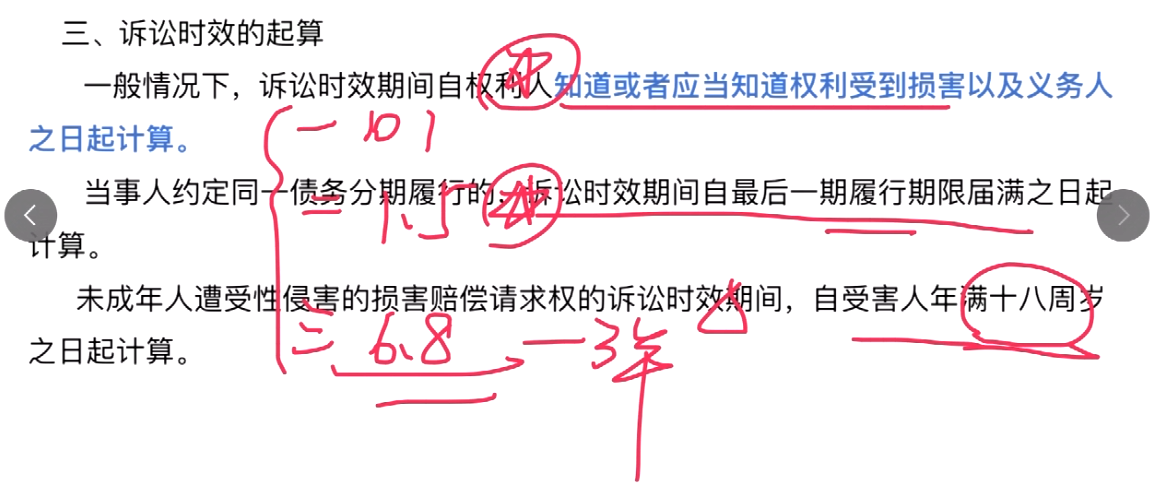 三、诉讼时效的起算
一般情况下，诉讼时效期间自权利人知道或者应当知道权利受到损害以及义务人
之日起计算。
一 10 1
当事人约定同一债务分期履行的，诉讼时效期间自最后一期履行期限届满之日起
二 1.5
计算。
未成年人遭受性侵害的损害赔偿请求权的诉讼时效期间，自受害人年满十八周岁
之日起计算。
三 6.8 一 3年